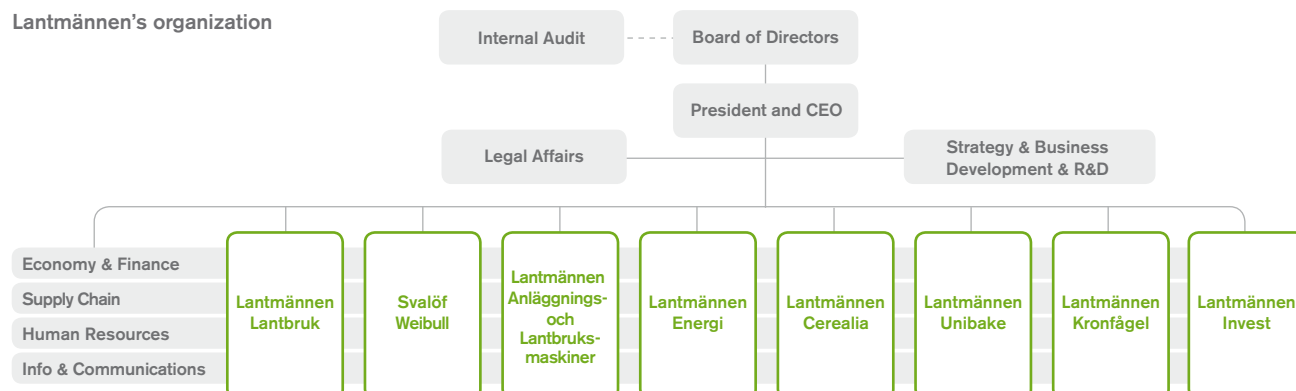 Lantmännen's organization
Internal Audit
Board of Directors
President and CEO
Legal Affairs
Strategy & Business
Development & R&D
Economy & Finance
Supply Chain
Human Resources
Info & Communications
Lantmännen
Lantbruk
Svalöf
Weibull
Lantmännen
Anläggnings-
och
Lantbruks-
maskiner
Lantmännen
Energi
Lantmännen
Cerealia
Lantmännen
Unibake
Lantmännen
Kronfågel
Lantmännen
Invest